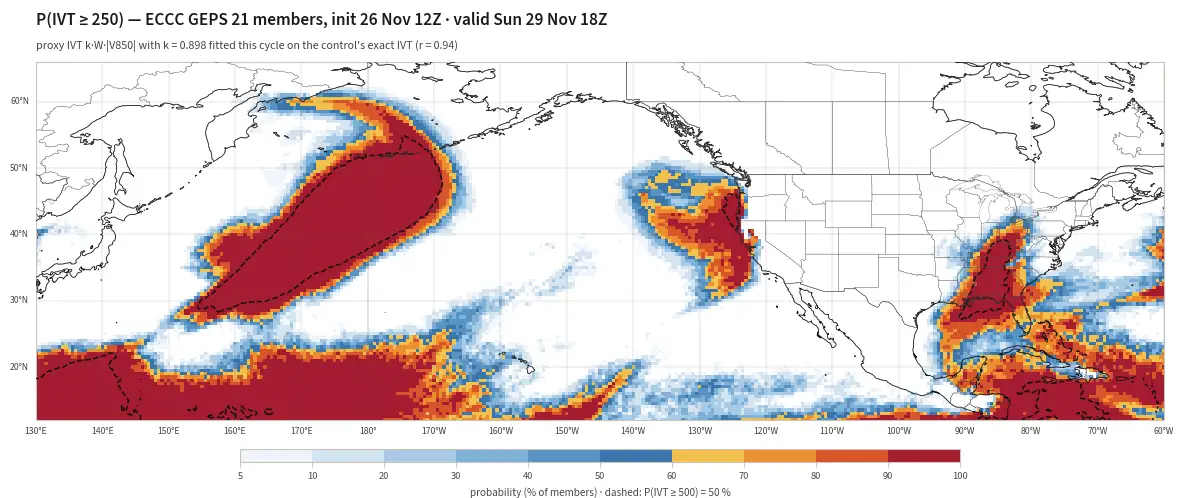 P(IVT ≥ 250) — ECCC GEPS 21 members, init 26 Nov 12Z · valid Sun 29 Nov 18Z
proxy IVT k·W·|V850| with k = 0.898 fitted this cycle on the control's exact IVT (r = 0.94)
60°N
50°N
40°N
30°N
20°N
130°E 140°E 150°E 160°E 170°E 180° 170°W 160°W 150°W 140°W 130°W 120°W 110°W 100°W 90°W 80°W 70°W 60°W
5 10 20 30 40 50 60 70 80 90 100
probability (% of members) · dashed: P(IVT ≥ 500) = 50 %